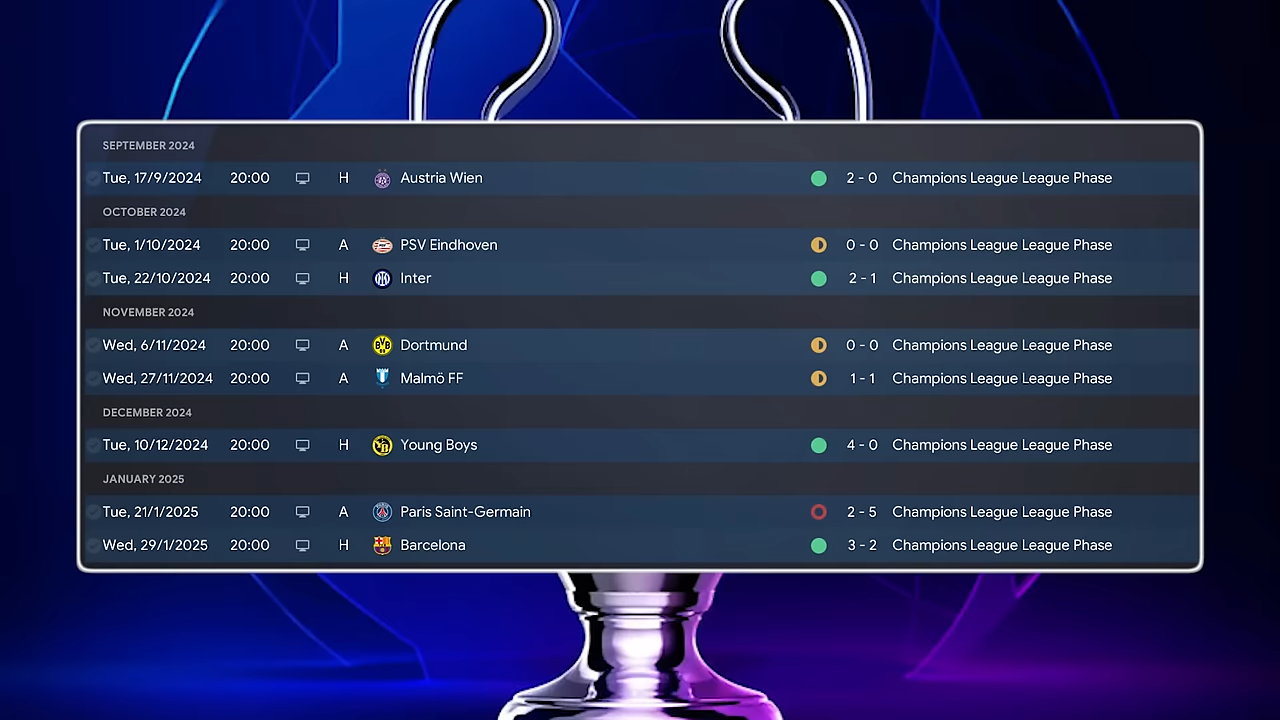 SEPTEMBER 2024
Tue, 17/9/2024 20:00 H Austria Wien 2 - 0 Champions League League Phase
OCTOBER 2024
Tue, 1/10/2024 20:00 A PSV Eindhoven 0 - 0 Champions League League Phase
Tue, 22/10/2024 20:00 H Inter 2 - 1 Champions League League Phase
NOVEMBER 2024
Wed, 6/11/2024 20:00 A Dortmund 0 - 0 Champions League League Phase
Wed, 27/11/2024 20:00 A Malmö FF 1 - 1 Champions League League Phase
DECEMBER 2024
Tue, 10/12/2024 20:00 H Young Boys 4 - 0 Champions League League Phase
JANUARY 2025
Tue, 21/1/2025 20:00 A Paris Saint-Germain 2 - 5 Champions League League Phase
Wed, 29/1/2025 20:00 H Barcelona 3 - 2 Champions League League Phase